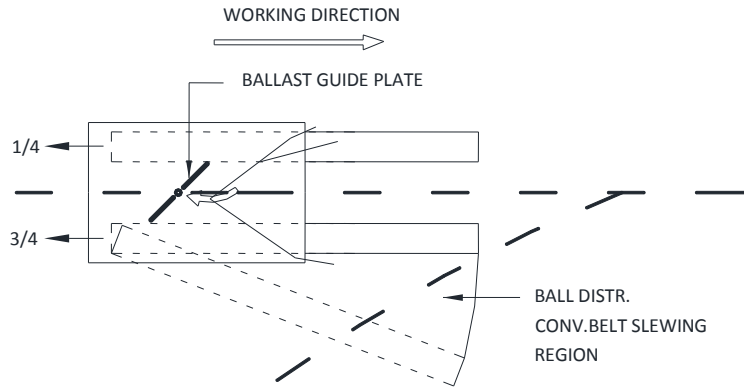 WORKING DIRECTION
BALLAST GUIDE PLATE
1/4
3/4
BALL DISTR.
CONV.BELT SLEWING
REGION